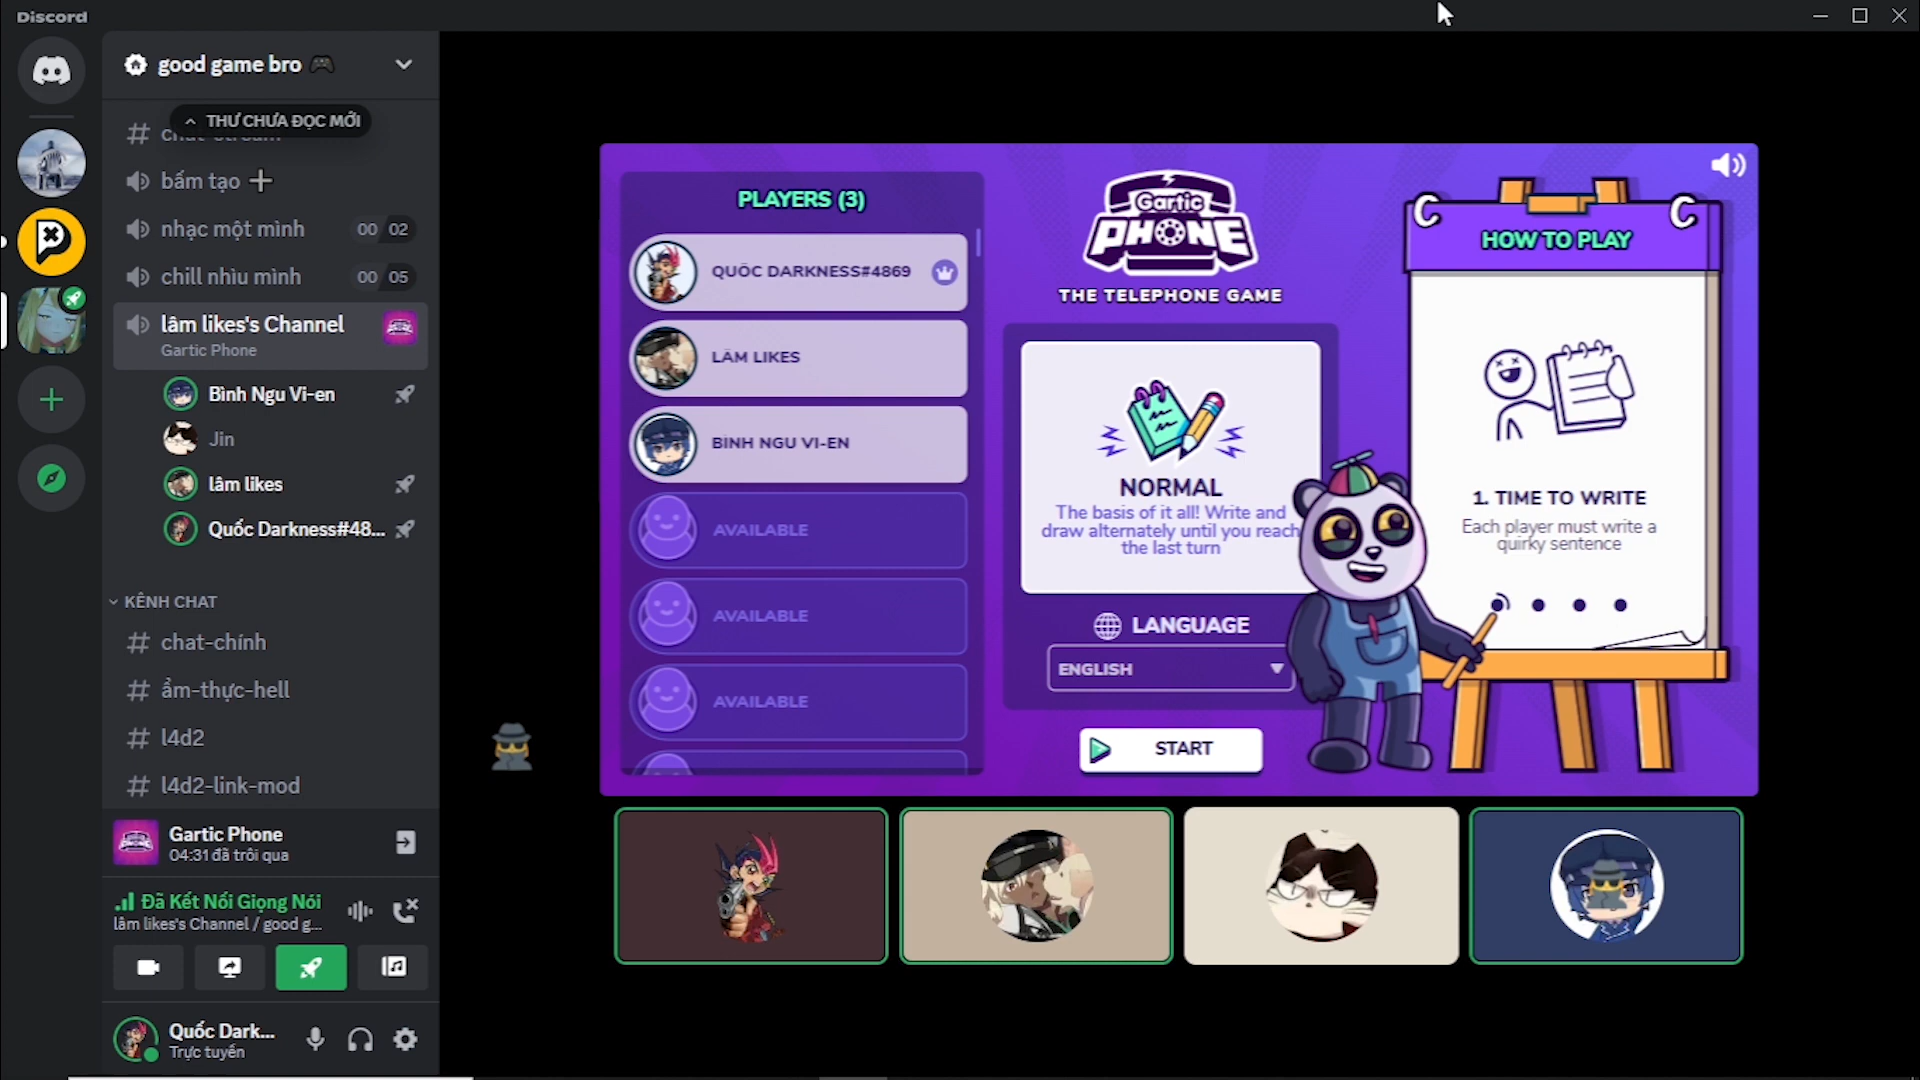 Discord
good game bro
THƯ CHƯA ĐỌC MỚI
bấm tạo
nhạc một mình 00 02
chill nhìu mình 00 05
lâm likes's Channel
Gartic Phone
Bình Ngu Vi-en
Jin
lâm likes
Quốc Darkness#48...
KÊNH CHAT
chat-chính
ẩm-thực-hell
l4d2
l4d2-link-mod
Gartic Phone
04:31 đã trôi qua
Đã Kết Nối Giọng Nói
lâm likes's Channel / good g...
Quốc Dark...
Trực tuyến
PLAYERS (3)
QUỐC DARKNESS#4869
LÂM LIKES
BÌNH NGU VI-EN
AVAILABLE
AVAILABLE
AVAILABLE
Gartic
PHONE
THE TELEPHONE GAME
NORMAL
The basis of it all! Write and
draw alternately until you reach
the last turn
LANGUAGE
ENGLISH
START
HOW TO PLAY
1. TIME TO WRITE
Each player must write a
quirky sentence